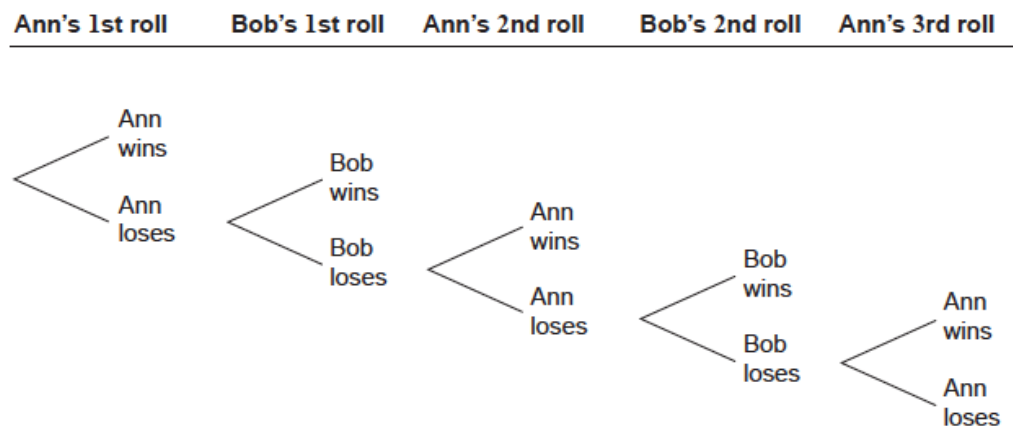 Ann’s 1st roll Bob’s 1st roll Ann’s 2nd roll Bob’s 2nd roll Ann’s 3rd roll
Ann
wins
Ann
loses
Bob
wins
Bob
loses
Ann
wins
Ann
loses
Bob
wins
Bob
loses
Ann
wins
Ann
loses